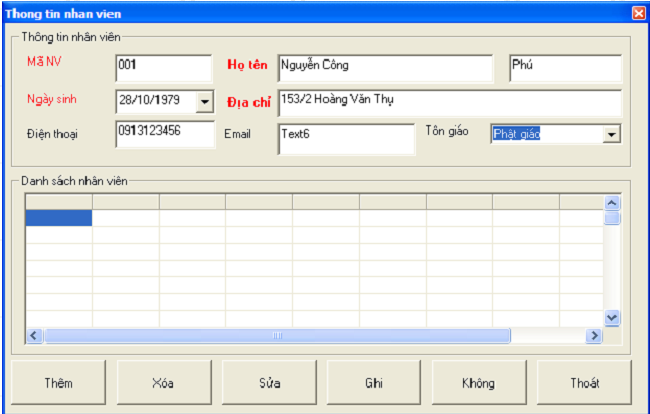 Thong tin nhan vien
Thông tin nhân viên
Mã NV 001 Họ tên Nguyễn Công Phú
Ngày sinh 28/10/1979 Địa chỉ 153/2 Hoàng Văn Thụ
Điện thoại 0913123456 Email Text6 Tôn giáo Phật giáo
Danh sách nhân viên
Thêm Xóa Sửa Ghi Không Thoát